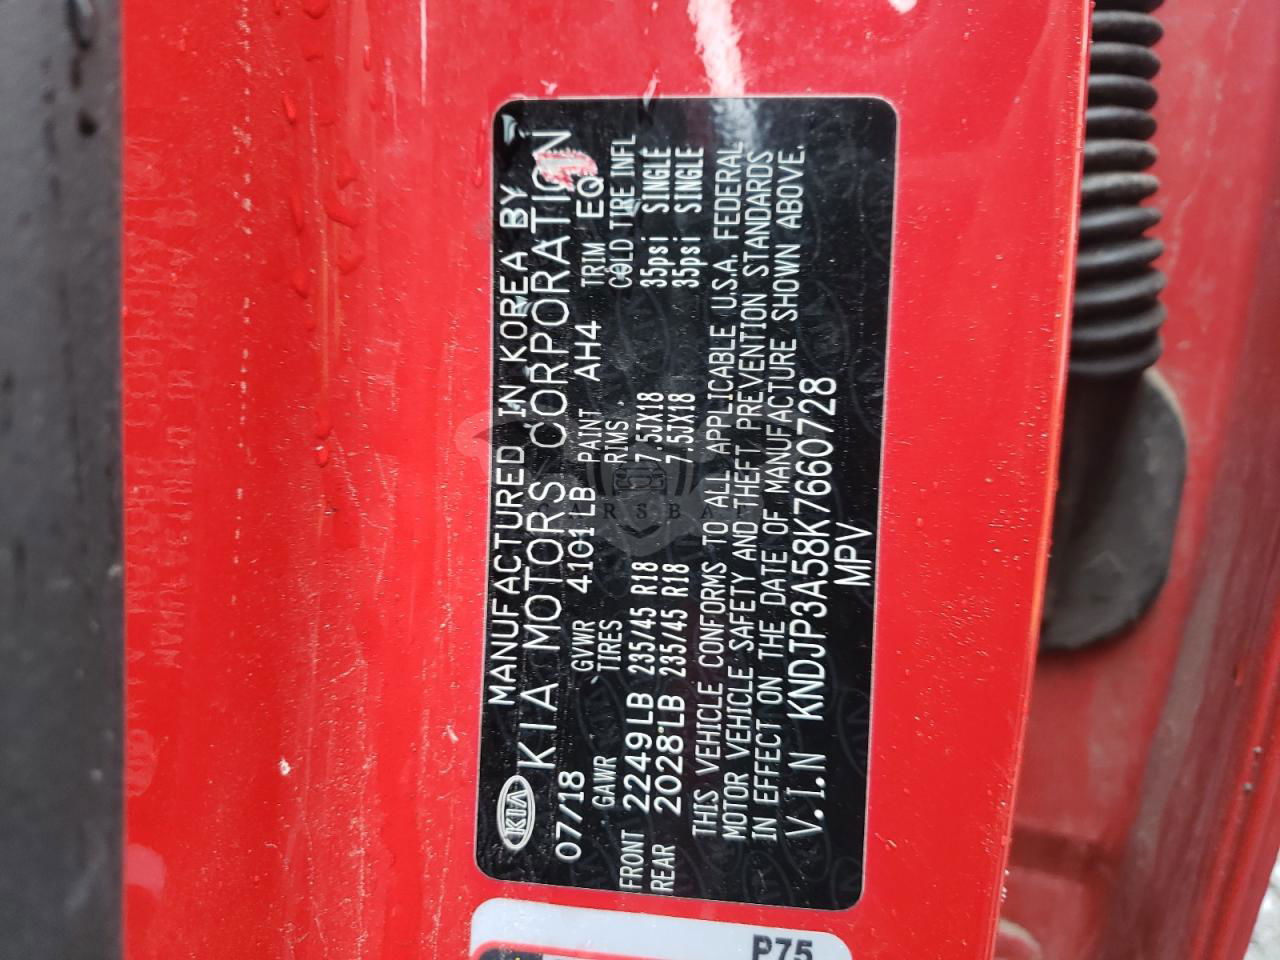 KIA MANUFACTURED IN KOREA BY
KIA MOTORS CORPORATION
07/18 GVWR 4101LB PAINT AH4 TRIM EQ
GAWR TIRES RIMS COLD TIRE INFL
FRONT 2249LB 235/45 R18 7.5JX18 35psi SINGLE
REAR 2028LB 235/45 R18 7.5JX18 35psi SINGLE
THIS VEHICLE CONFORMS TO ALL APPLICABLE U.S.A. FEDERAL
MOTOR VEHICLE SAFETY AND THEFT PREVENTION STANDARDS
IN EFFECT ON THE DATE OF MANUFACTURE SHOWN ABOVE.
V.I.N KNDJP3A58K7660728
MPV
P75